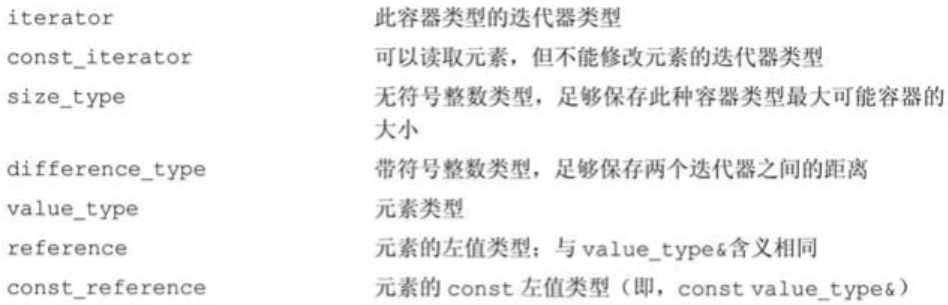 iterator 此容器类型的迭代器类型
const_iterator 可以读取元素，但不能修改元素的迭代器类型
size_type 无符号整数类型，足够保存此种容器类型最大可能容器的
大小
difference_type 带符号整数类型，足够保存两个迭代器之间的距离
value_type 元素类型
reference 元素的左值类型；与 value_type&含义相同
const_reference 元素的 const 左值类型（即，const value_type&）